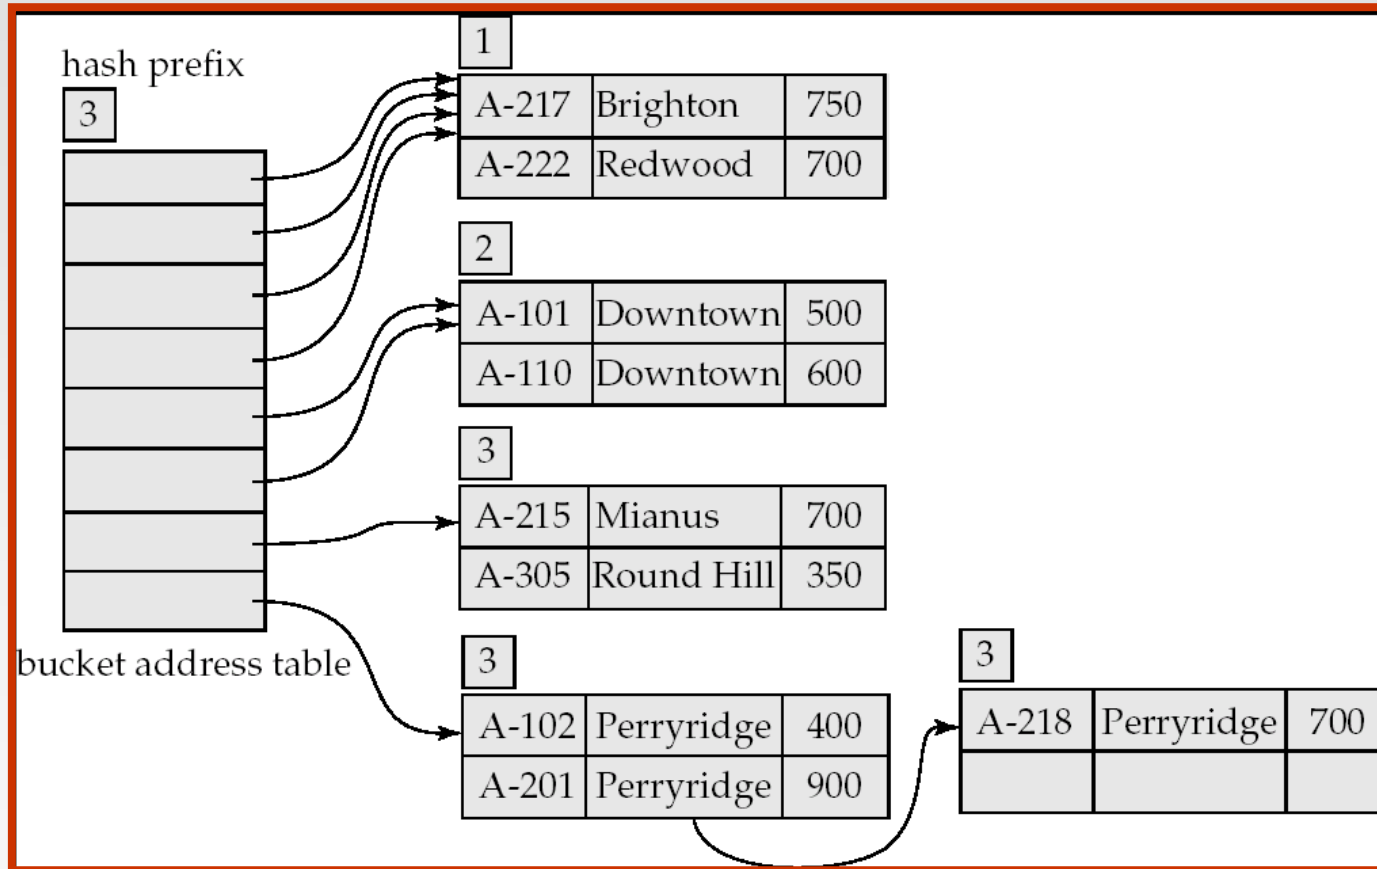 hash prefix
3
bucket address table
1
A-217 Brighton 750
A-222 Redwood 700
2
A-101 Downtown 500
A-110 Downtown 600
3
A-215 Mianus 700
A-305 Round Hill 350
3
A-102 Perryridge 400
A-201 Perryridge 900
3
A-218 Perryridge 700